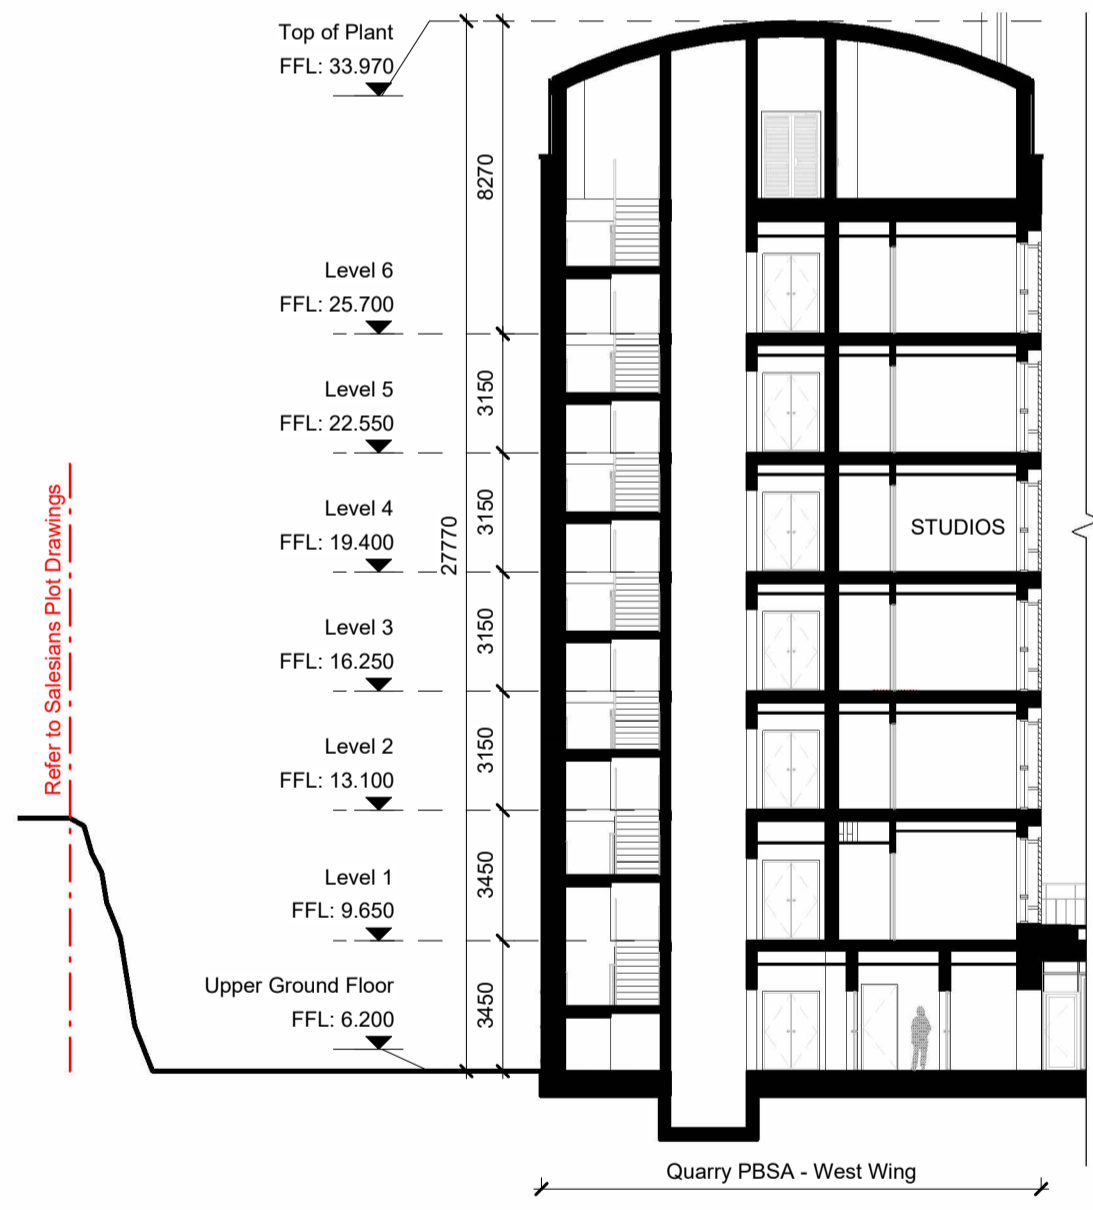 Top of Plant
FFL: 33.970
8270
Level 6
FFL: 25.700
3150
Level 5
FFL: 22.550
3150
Level 4
FFL: 19.400
27770
STUDIOS
3150
Level 3
FFL: 16.250
3150
Level 2
FFL: 13.100
3450
Level 1
FFL: 9.650
3450
Upper Ground Floor
FFL: 6.200
Refer to Salesians Plot Drawings
Quarry PBSA - West Wing